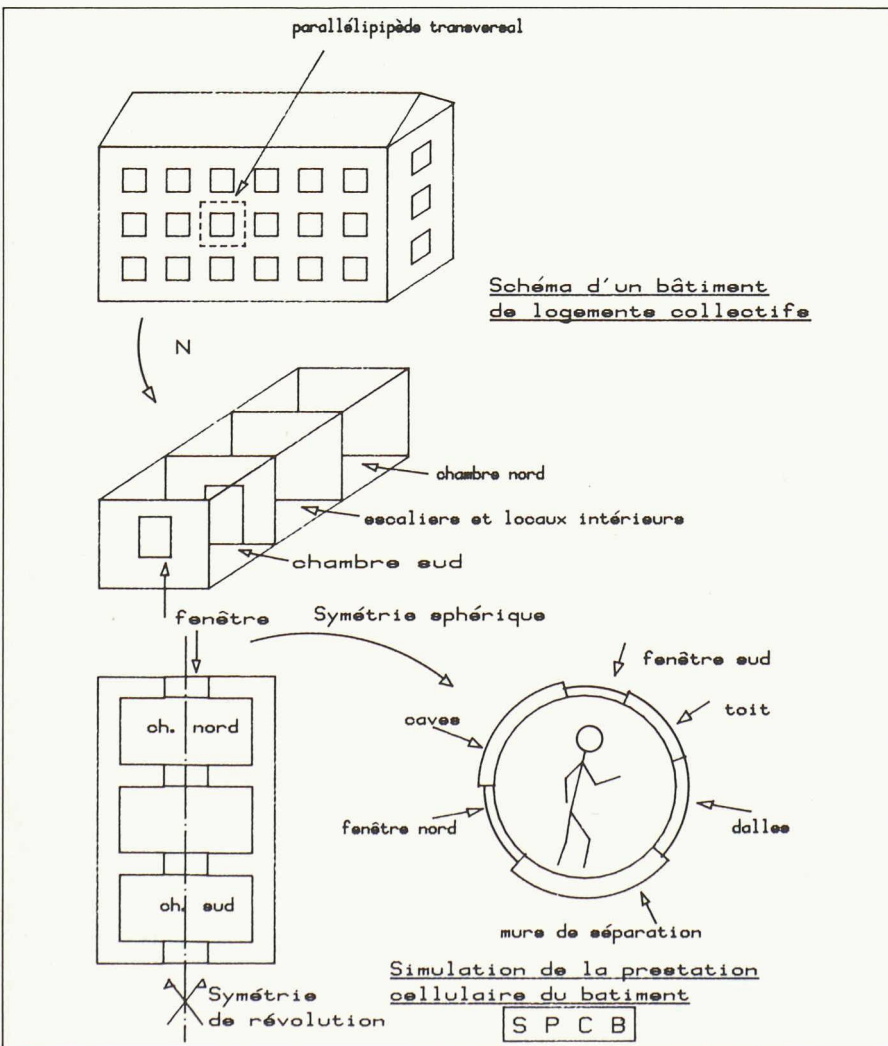 parallélipipède transversal
Schéma d'un bâtiment
de logements collectifs
N
chambre nord
escaliers et locaux intérieurs
chambre sud
fenêtre
Symétrie sphérique
fenêtre sud
toit
caves
ch. nord
fenêtre nord
dalles
ch. sud
murs de séparation
Simulation de la prestation
cellulaire du batiment
Symétrie
de révolution
S P C B